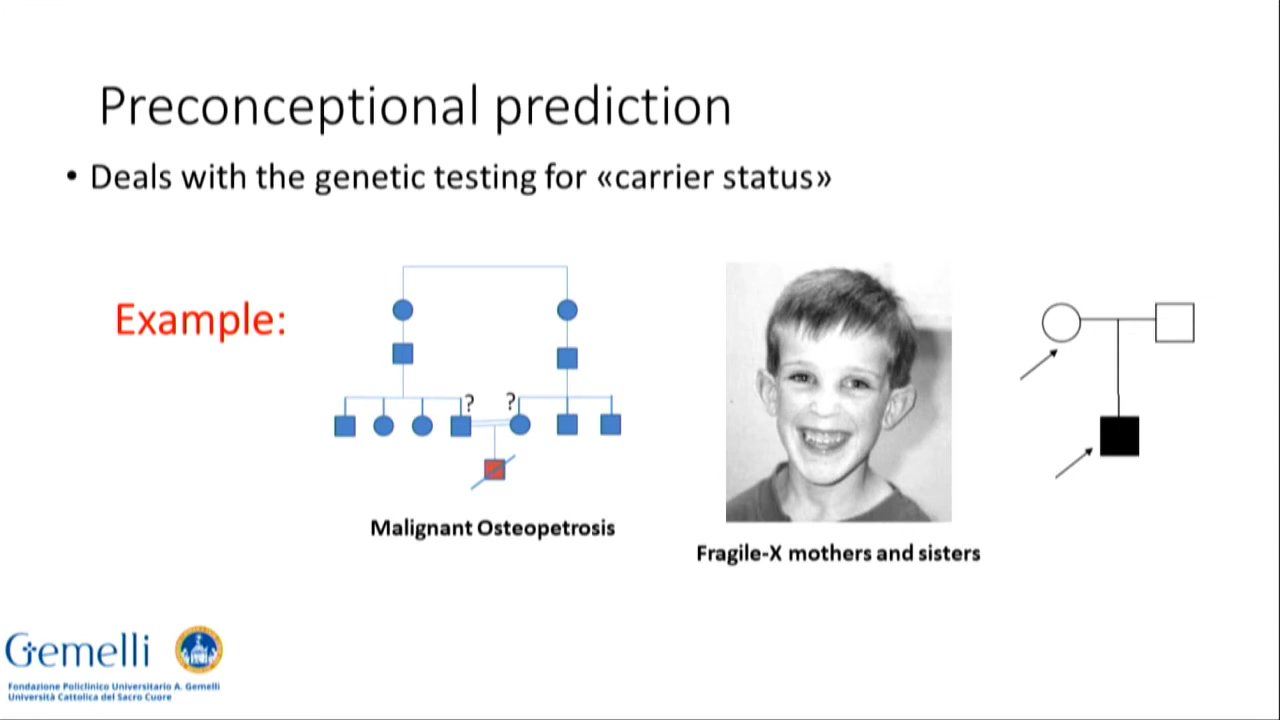 Preconceptional prediction
• Deals with the genetic testing for «carrier status»
Example:
? ?
Malignant Osteopetrosis
Fragile-X mothers and sisters
Gemelli
Fondazione Policlinico Universitario A. Gemelli
Università Cattolica del Sacro Cuore